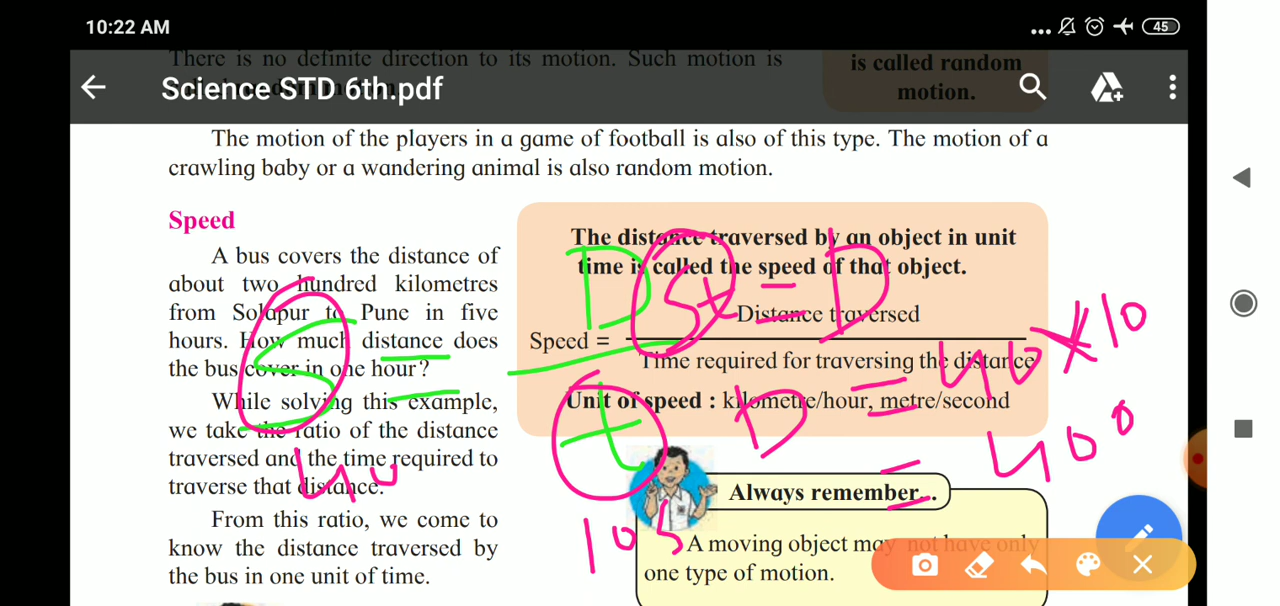 10:22 AM
45
There is no definite direction to its motion. Such motion is
is called random
motion.
Science STD 6th.pdf
The motion of the players in a game of football is also of this type. The motion of a
crawling baby or a wandering animal is also random motion.
Speed
A bus covers the distance of
about two hundred kilometres
from Solapur to Pune in five
hours. How much distance does
the bus cover in one hour?
While solving this example,
we take the ratio of the distance
traversed and the time required to
traverse that distance.
From this ratio, we come to
know the distance traversed by
the bus in one unit of time.
The distance traversed by an object in unit
time is called the speed of that object.
Speed = Distance traversed
Time required for traversing the distance
Unit of speed : kilometre/hour, metre/second
Always remember...
A moving object may not have only
one type of motion.
S = D
t
40
10 s
St = D
D = 40 × 10
= 400